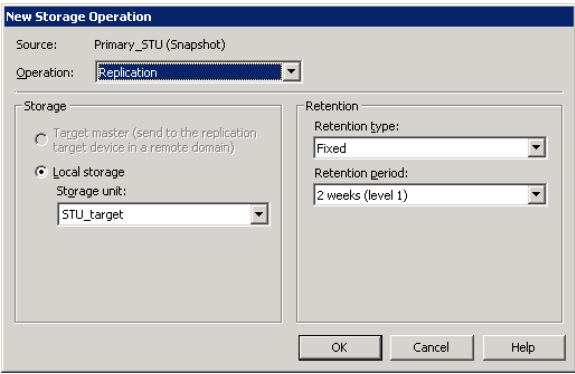 New Storage Operation
Source: Primary_STU (Snapshot)
Operation: Replication
Storage
Target master (send to the replication
target device in a remote domain)
Local storage
Storage unit:
STU_target
Retention
Retention type:
Fixed
Retention period:
2 weeks (level 1)
OK Cancel Help